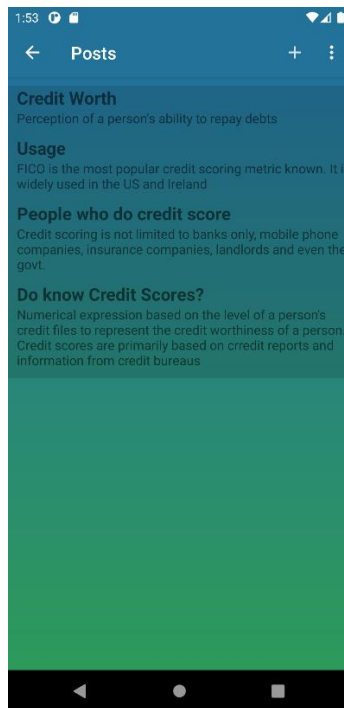 1:53
Posts
Credit Worth
Perception of a person's ability to repay debts
Usage
FICO is the most popular credit scoring metric known. It i
widely used in the US and Ireland
People who do credit score
Credit scoring is not limited to banks only, mobile phone
companies, insurance companies, landlords and even the
govt.
Do know Credit Scores?
Numerical expression based on the level of a person's
credit files to represent the credit worthiness of a person.
Credit scores are primarily based on crredit reports and
information from credit bureaus